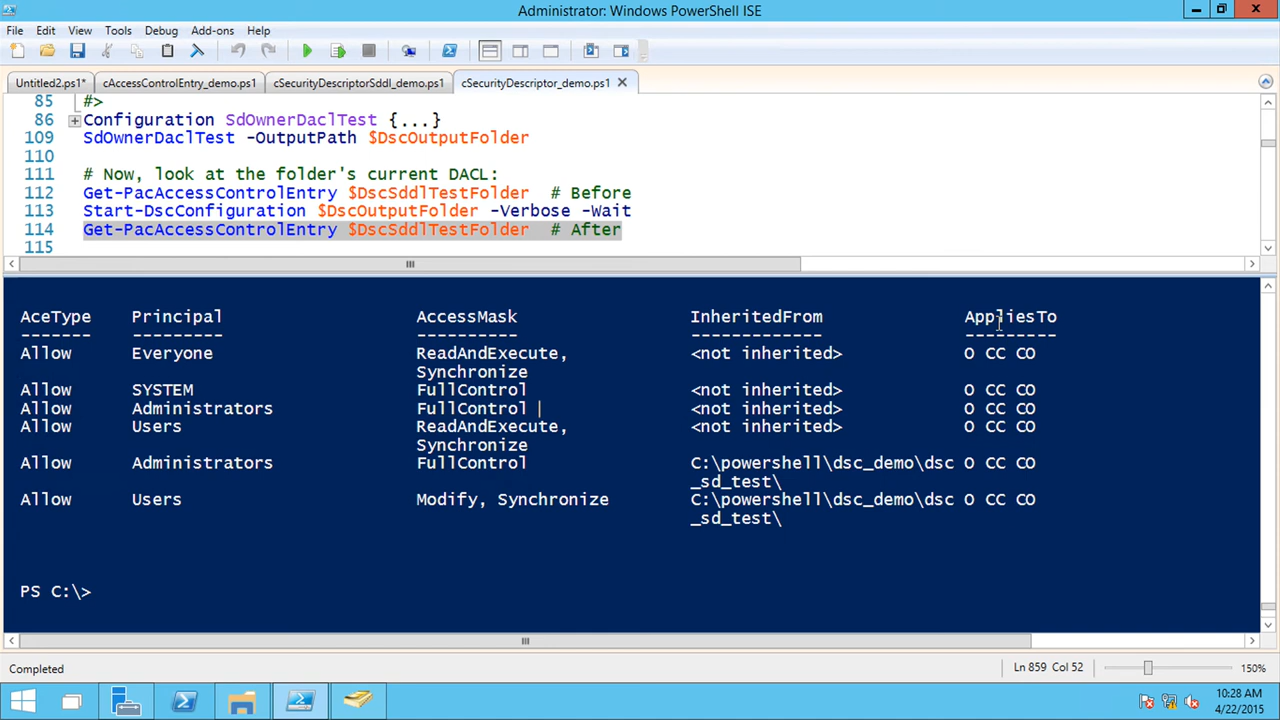 Administrator: Windows PowerShell ISE
File Edit View Tools Debug Add-ons Help
Untitled2.ps1* cAccessControlEntry_demo.ps1 cSecurityDescriptorSddl_demo.ps1 cSecurityDescriptor_demo.ps1
85 #>
86 Configuration SdOwnerDaclTest {...}
109 SdOwnerDaclTest -OutputPath $DscOutputFolder
110
111 # Now, look at the folder's current DACL:
112 Get-PacAccessControlEntry $DscSddlTestFolder # Before
113 Start-DscConfiguration $DscOutputFolder -Verbose -Wait
114 Get-PacAccessControlEntry $DscSddlTestFolder # After
115
AceType Principal AccessMask InheritedFrom AppliesTo
------- --------- ---------- ------------- ---------
Allow Everyone ReadAndExecute, <not inherited> O CC CO
Synchronize
Allow SYSTEM FullControl <not inherited> O CC CO
Allow Administrators FullControl <not inherited> O CC CO
Allow Users ReadAndExecute, <not inherited> O CC CO
Synchronize
Allow Administrators FullControl C:\powershell\dsc_demo\dsc O CC CO
_sd_test\
Allow Users Modify, Synchronize C:\powershell\dsc_demo\dsc O CC CO
_sd_test\
PS C:\>
Completed Ln 859 Col 52 150%
10:28 AM
4/22/2015